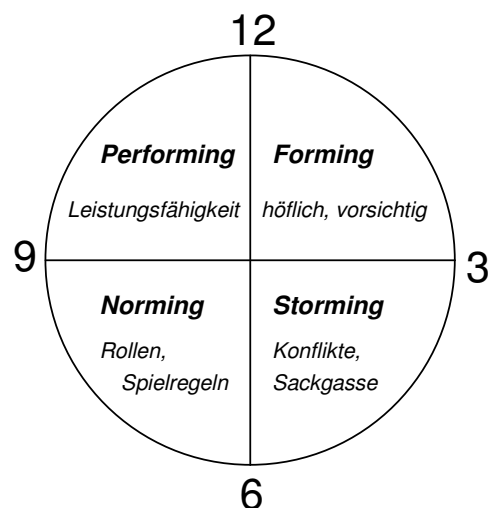 12
Performing
Forming
Leistungsfähigkeit
höflich, vorsichtig
9
3
Norming
Storming
Rollen,
Spielregeln
Konflikte,
Sackgasse
6